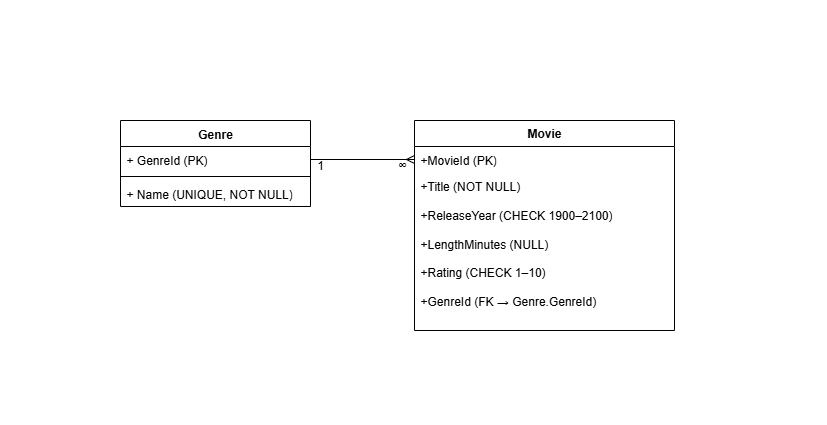 Genre
+ GenreId (PK)
+ Name (UNIQUE, NOT NULL)
1
∞
Movie
+MovieId (PK)
+Title (NOT NULL)
+ReleaseYear (CHECK 1900–2100)
+LengthMinutes (NULL)
+Rating (CHECK 1–10)
+GenreId (FK → Genre.GenreId)